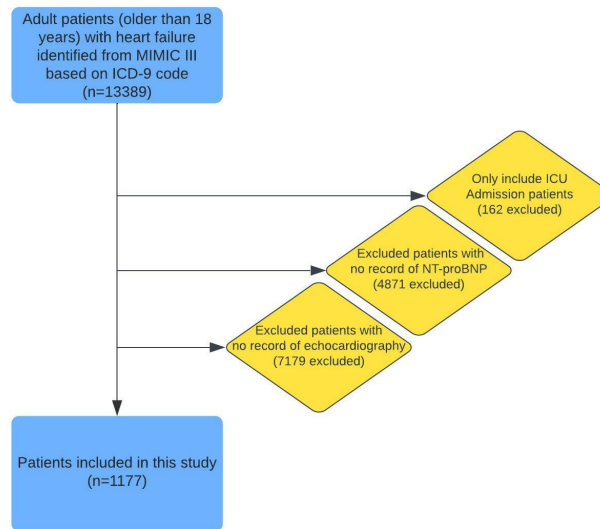 Adult patients (older than 18
years) with heart failure
identified from MIMIC III
based on ICD-9 code
(n=13389)
Only include ICU
Admission patients
(162 excluded)
Excluded patients with
no record of NT-proBNP
(4871 excluded)
Excluded patients with
no record of echocardiography
(7179 excluded)
Patients included in this study
(n=1177)